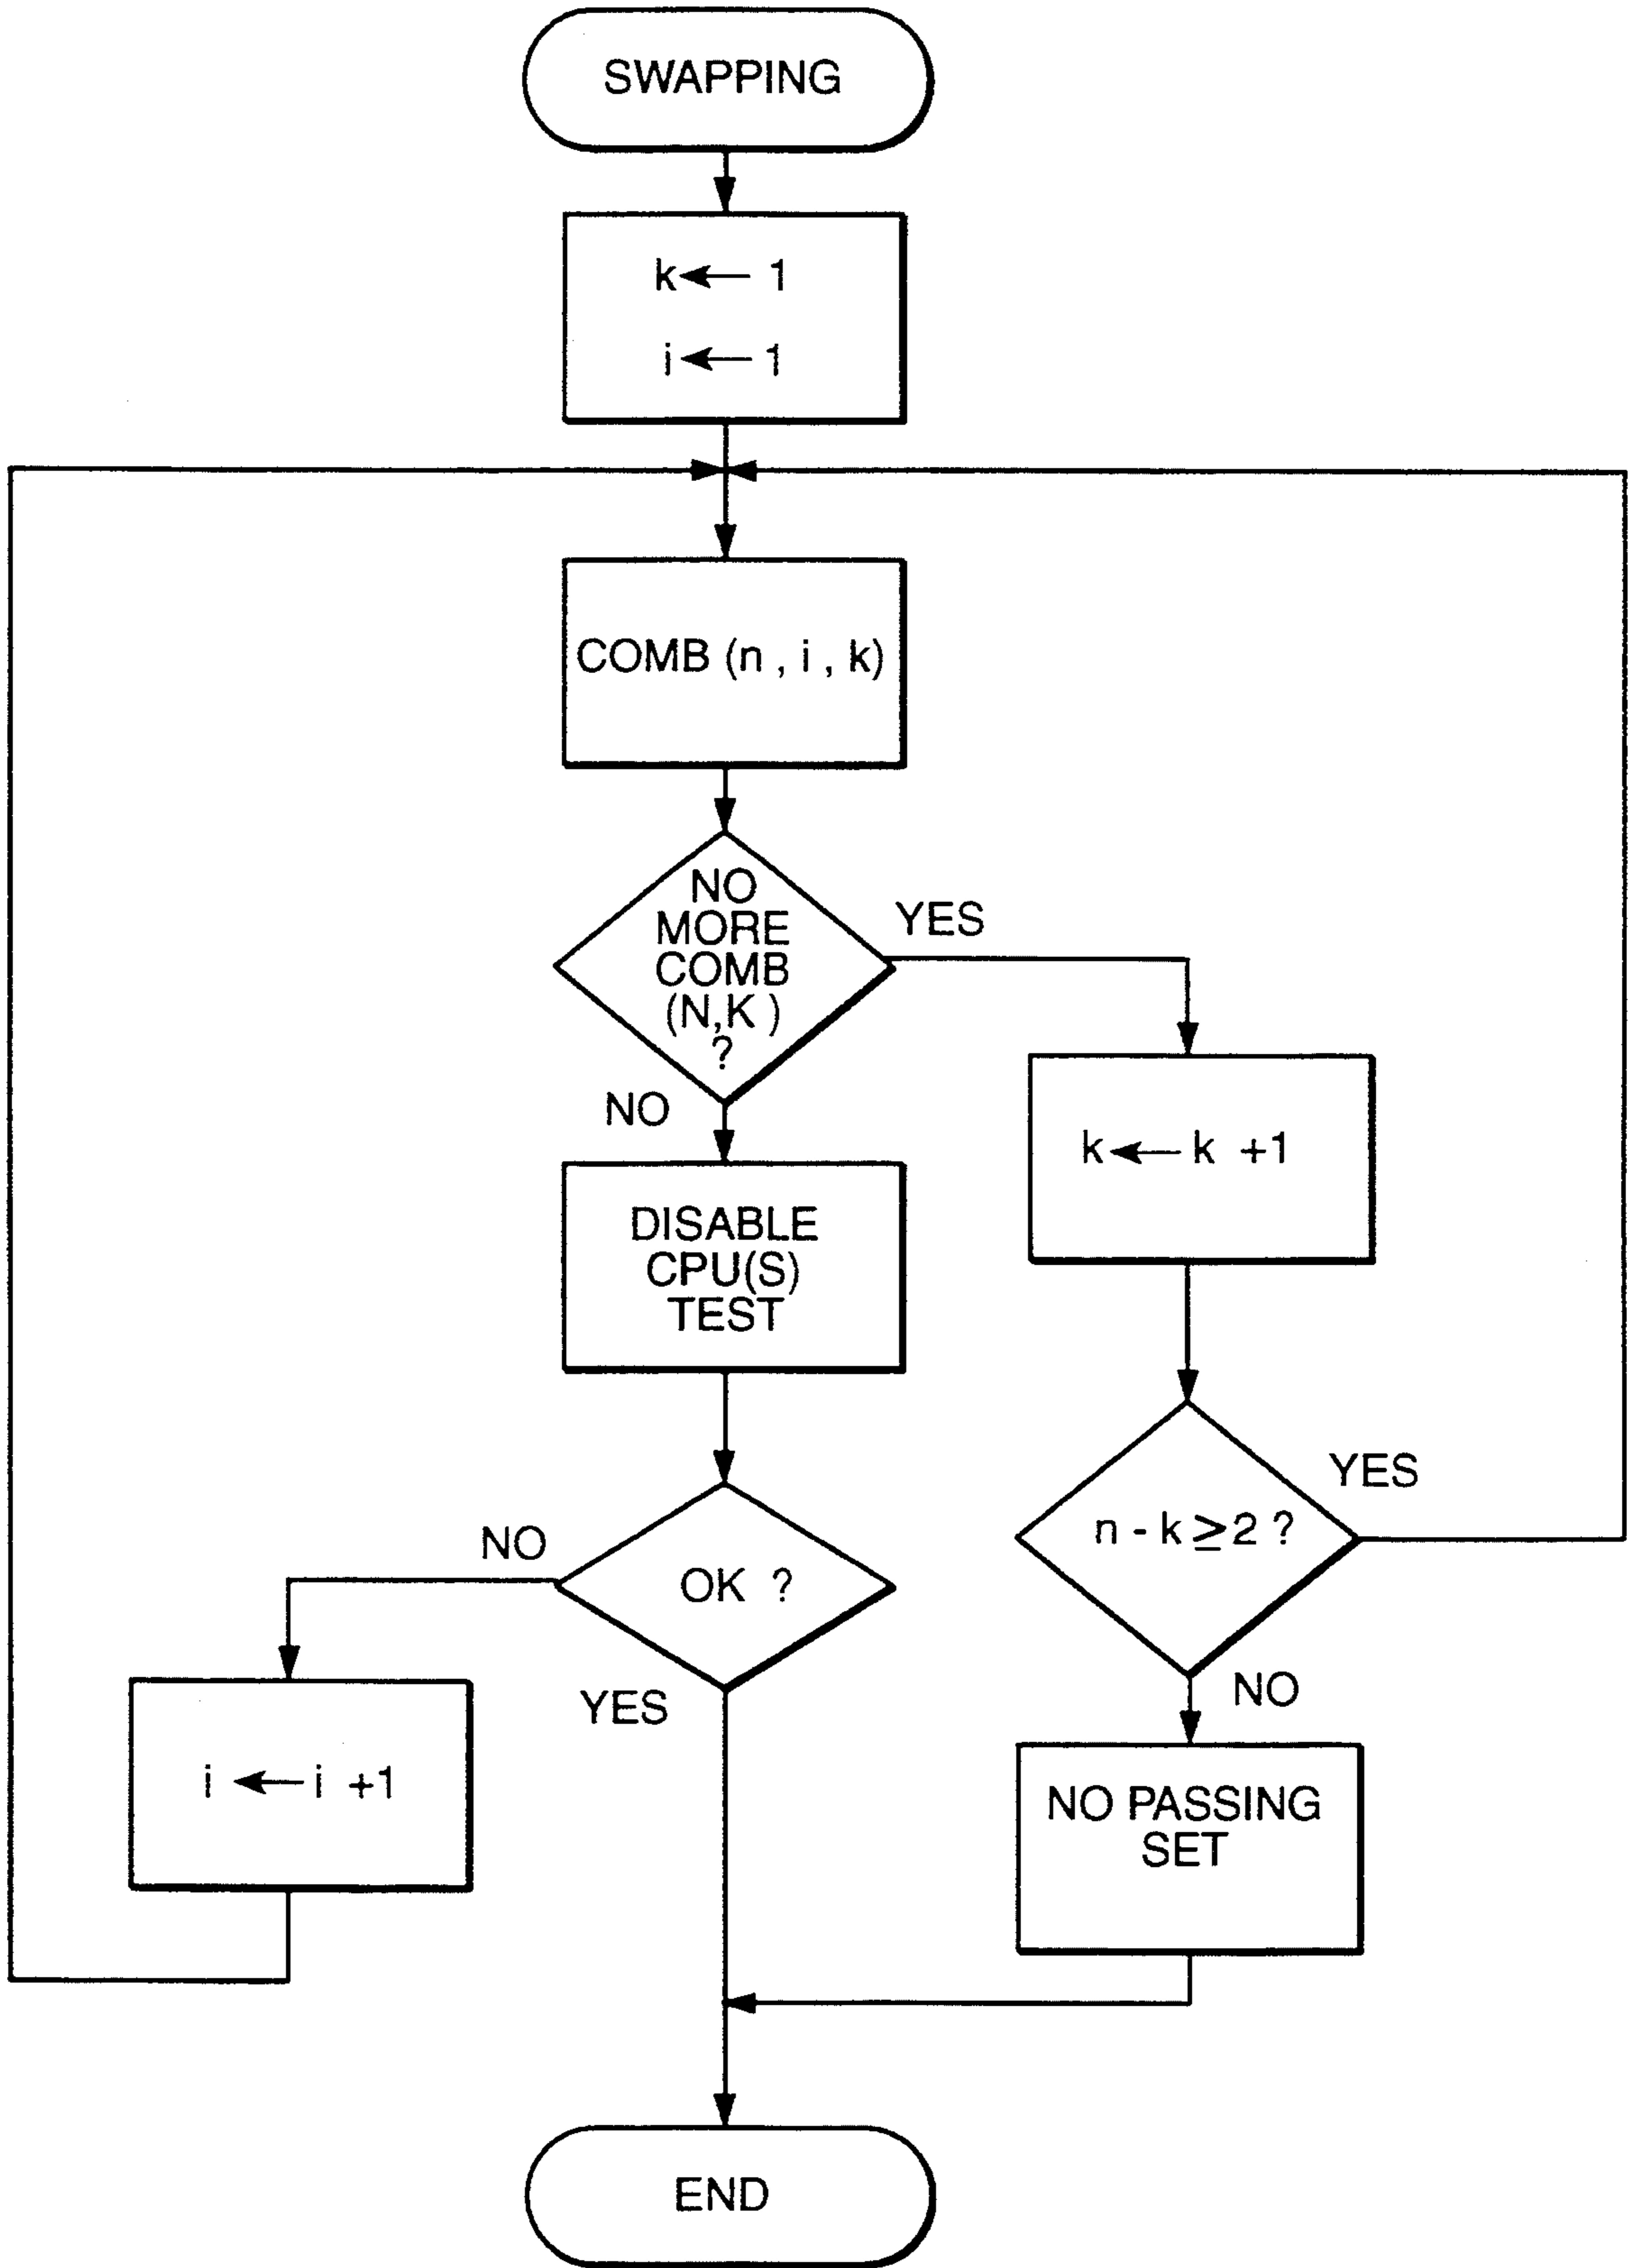 SWAPPING
k ← 1
i ← 1
COMB (n , i , k)
NO
MORE
COMB
(N,K )
?
YES
NO
k ← k +1
DISABLE
CPU(S)
TEST
n - k ≥ 2 ?
YES
NO
OK ?
NO
YES
i ← i +1
NO PASSING
SET
END